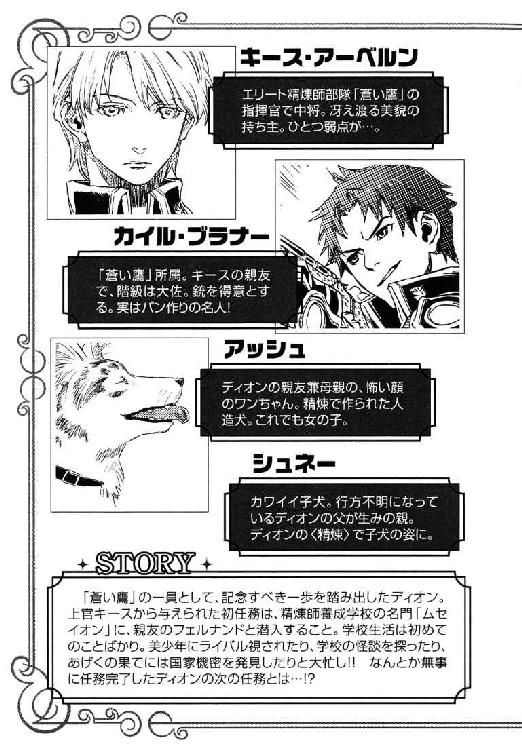 キース・アーベルン
エリート精煉師部隊「蒼い鷹」の
指揮官で中将。冴え渡る美貌の
持ち主。ひとつ弱点が…。
カイル・ブラナー
「蒼い鷹」所属。キースの親友
で、階級は大佐。銃を得意とす
る。実はパン作りの名人!
アッシュ
ディオンの親友兼母親の、怖い顔
のワンちゃん。精煉で作られた人
造犬。これでも女の子。
シュネー
カワイイ子犬。行方不明になって
いるディオンの父が生みの親。
ディオンの〈精煉〉で子犬の姿に。
STORY
「蒼い鷹」の一員として、記念すべき一歩を踏み出したディオン。
上官キースから与えられた初任務は、精煉師養成学校の名門「ムセ
イオン」に、親友のフェルナンドと潜入すること。学校生活は初めて
のことばかり。美少年にライバル視されたり、学校の怪談を探ったり、
あげくの果てには国家機密を発見したりと大忙し!! なんとか無事
に任務完了したディオンの次の任務とは…!?